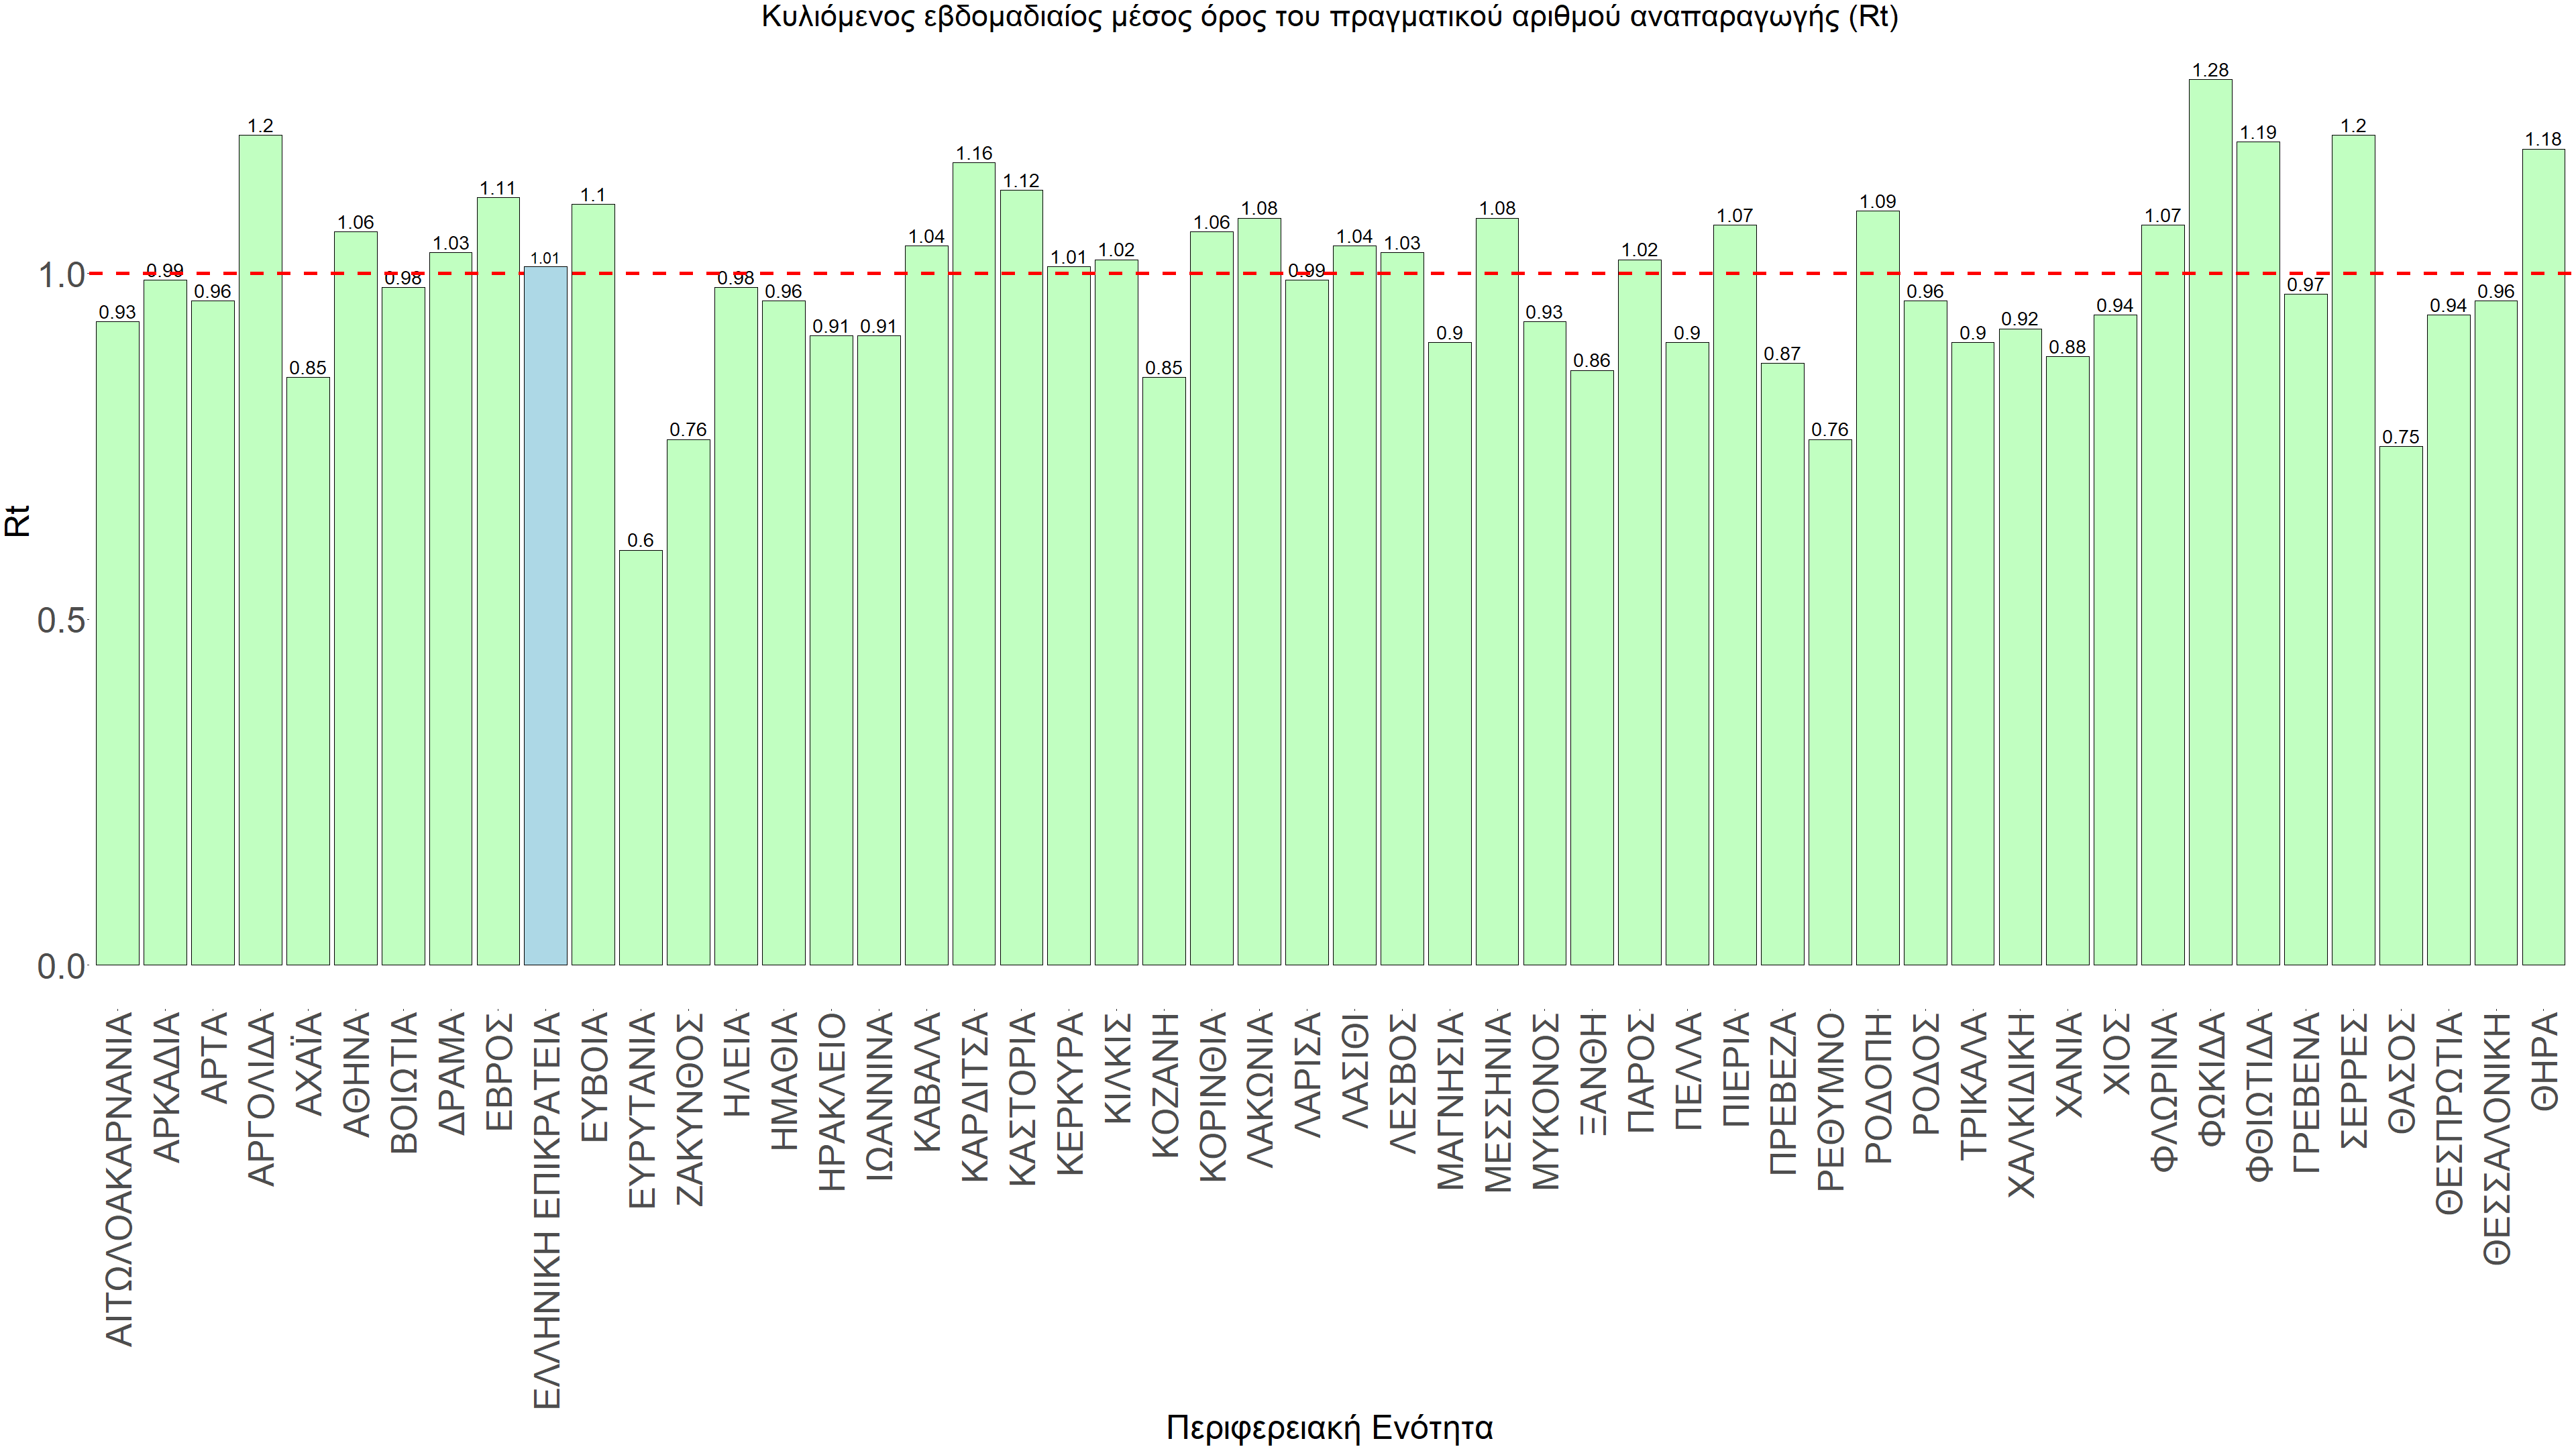 Κυλιόμενος εβδομαδιαίος μέσος όρος του πραγματικού αριθμού αναπαραγωγής (Rt)
Rt
1.0
0.5
0.0
0.93
0.99
0.96
1.2
0.85
1.06
0.98
1.03
1.11
1.01
1.1
0.6
0.76
0.98
0.96
0.91
0.91
1.04
1.16
1.12
1.01
1.02
0.85
1.06
1.08
0.99
1.04
1.03
0.9
1.08
0.93
0.86
1.02
0.9
1.07
0.87
0.76
1.09
0.96
0.9
0.92
0.88
0.94
1.07
1.28
1.19
0.97
1.2
0.75
0.94
0.96
1.18
ΑΙΤΩΛΟΑΚΑΡΝΑΝΙΑ
ΑΡΚΑΔΙΑ
ΑΡΤΑ
ΑΡΓΟΛΙΔΑ
ΑΧΑΪΑ
ΑΘΗΝΑ
ΒΟΙΩΤΙΑ
ΔΡΑΜΑ
ΕΒΡΟΣ
ΕΛΛΗΝΙΚΗ ΕΠΙΚΡΑΤΕΙΑ
ΕΥΒΟΙΑ
ΕΥΡΥΤΑΝΙΑ
ΖΑΚΥΝΘΟΣ
ΗΛΕΙΑ
ΗΜΑΘΙΑ
ΗΡΑΚΛΕΙΟ
ΙΩΑΝΝΙΝΑ
ΚΑΒΑΛΑ
ΚΑΡΔΙΤΣΑ
ΚΑΣΤΟΡΙΑ
ΚΕΡΚΥΡΑ
ΚΙΛΚΙΣ
ΚΟΖΑΝΗ
ΚΟΡΙΝΘΙΑ
ΛΑΚΩΝΙΑ
ΛΑΡΙΣΑ
ΛΑΣΙΘΙ
ΛΕΣΒΟΣ
ΜΑΓΝΗΣΙΑ
ΜΕΣΣΗΝΙΑ
ΜΥΚΟΝΟΣ
ΞΑΝΘΗ
ΠΑΡΟΣ
ΠΕΛΛΑ
ΠΙΕΡΙΑ
ΠΡΕΒΕΖΑ
ΡΕΘΥΜΝΟ
ΡΟΔΟΠΗ
ΡΟΔΟΣ
ΤΡΙΚΑΛΑ
ΧΑΛΚΙΔΙΚΗ
ΧΑΝΙΑ
ΧΙΟΣ
ΦΛΩΡΙΝΑ
ΦΩΚΙΔΑ
ΦΘΙΩΤΙΔΑ
ΓΡΕΒΕΝΑ
ΣΕΡΡΕΣ
ΘΑΣΟΣ
ΘΕΣΠΡΩΤΙΑ
ΘΕΣΣΑΛΟΝΙΚΗ
ΘΗΡΑ
Περιφερειακή Ενότητα